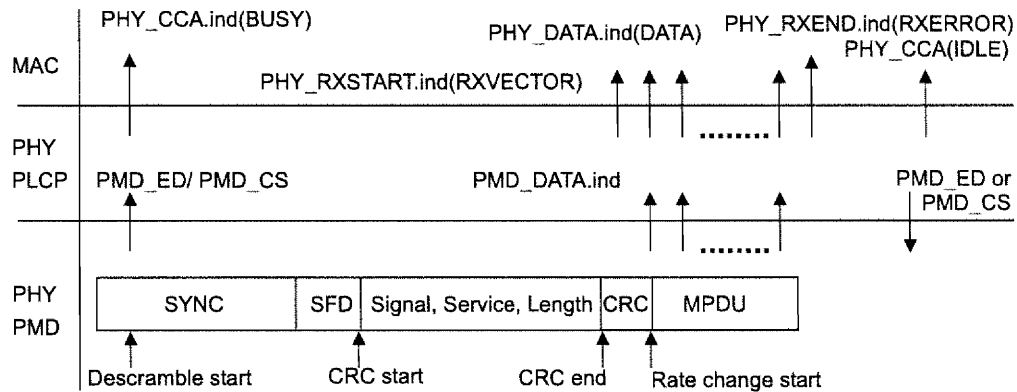 PHY_CCA.ind(BUSY)
PHY_DATA.ind(DATA)
PHY_RXEND.ind(RXERROR)
PHY_CCA(IDLE)
MAC
PHY_RXSTART.ind(RXVECTOR)
PHY
PLCP
PMD_ED/ PMD_CS
PMD_DATA.ind
PMD_ED or
PMD_CS
PHY
PMD
SYNC
SFD
Signal, Service, Length
CRC
MPDU
Descramble start
CRC start
CRC end
Rate change start